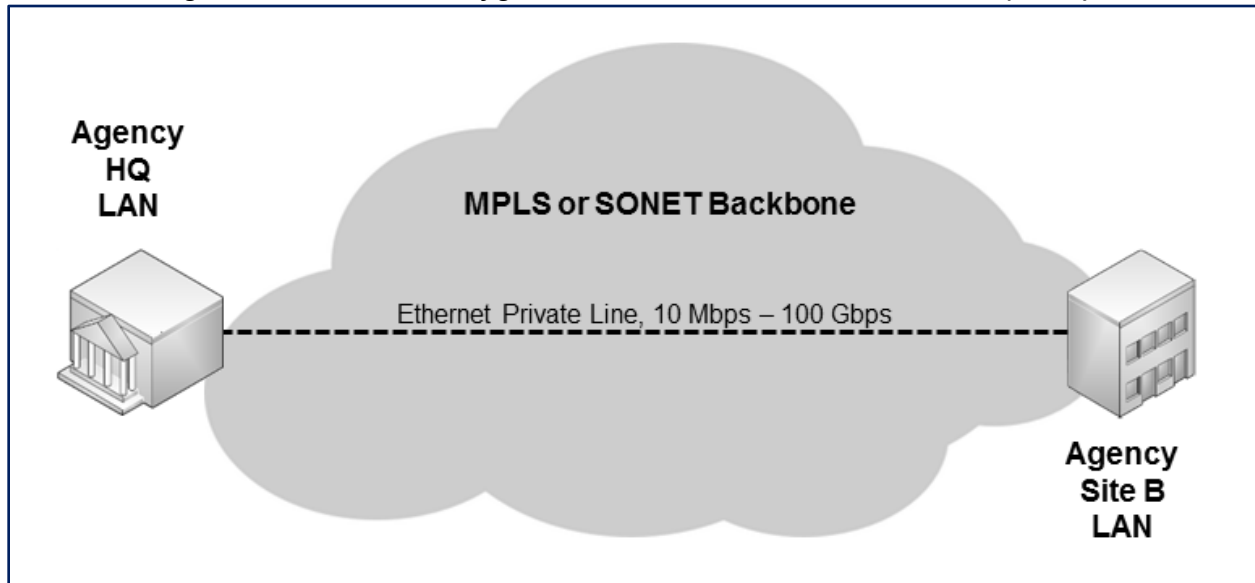 Agency
HQ
LAN
MPLS or SONET Backbone
Ethernet Private Line, 10 Mbps – 100 Gbps
Agency
Site B
LAN